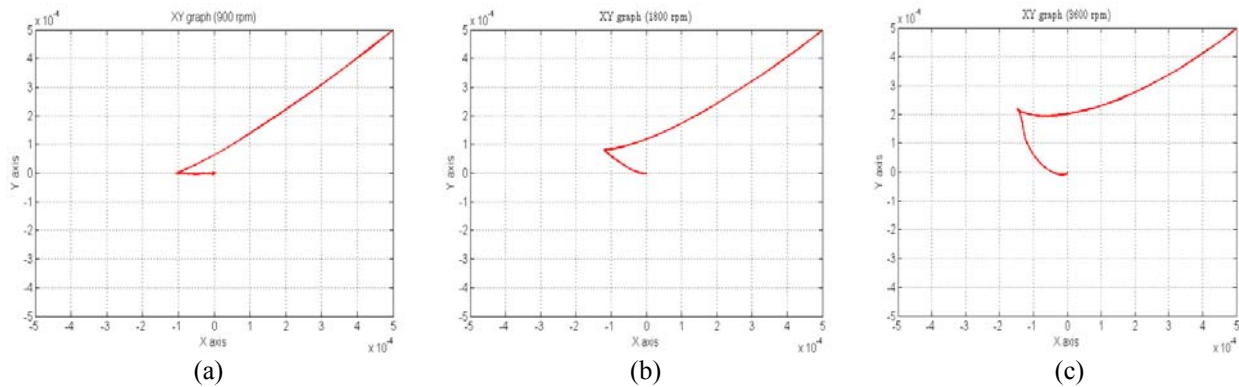 x 10⁻⁴
XY graph (900 rpm)
5
4
3
2
1
0
-1
-2
-3
-4
-5
Y axis
-5 -4 -3 -2 -1 0 1 2 3 4 5
X axis
x 10⁻⁴
(a)
x 10⁻⁴
XY graph (1800 rpm)
5
4
3
2
1
0
-1
-2
-3
-4
-5
Y axis
-5 -4 -3 -2 -1 0 1 2 3 4 5
X axis
x 10⁻⁴
(b)
x 10⁻⁴
XY graph (3600 rpm)
5
4
3
2
1
0
-1
-2
-3
-4
-5
Y axis
-5 -4 -3 -2 -1 0 1 2 3 4 5
X axis
x 10⁻⁴
(c)